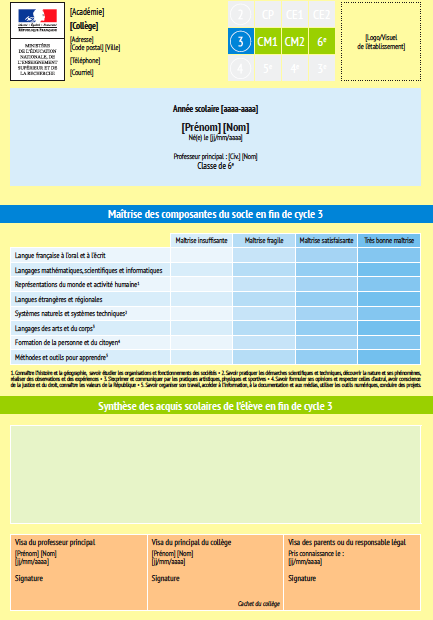 [Académie]
[Collège]
[Adresse]
[Code postal] [Ville]
[Téléphone]
[Courriel]
RÉPUBLIQUE FRANÇAISE
MINISTÈRE
DE L'ÉDUCATION
NATIONALE, DE
L'ENSEIGNEMENT
SUPÉRIEUR ET DE
LA RECHERCHE
2 CP CE1 CE2
3 CM1 CM2 6e
4 5e 4e 3e
[Logo/Visuel
de l'établissement]
Année scolaire [aaaa-aaaa]
[Prénom] [Nom]
Né(e) le [jj/mm/aaaa]
Professeur principal : [Civ.] [Nom]
Classe de 6e
Maîtrise des composantes du socle en fin de cycle 3
Maîtrise insuffisante Maîtrise fragile Maîtrise satisfaisante Très bonne maîtrise
Langue française à l'oral et à l'écrit
Langages mathématiques, scientifiques et informatiques
Représentations du monde et activité humaine1
Langues étrangères et régionales
Systèmes naturels et systèmes techniques2
Langages des arts et du corps3
Formation de la personne et du citoyen4
Méthodes et outils pour apprendre5
1. Connaître l'histoire et la géographie, savoir étudier les organisations et fonctionnements des sociétés • 2. Savoir pratiquer les démarches scientifiques et techniques, découvrir la nature et ses phénomènes,
réaliser des observations et des expériences • 3. S'exprimer et communiquer par les pratiques artistiques, physiques et sportives • 4. Savoir formuler ses opinions et respecter celles d'autrui, avoir conscience
de la justice et du droit, connaître les valeurs de la République • 5. Savoir organiser son travail, accéder à l'information, à la documentation et aux médias, utiliser les outils numériques, conduire des projets
Synthèse des acquis scolaires de l'élève en fin de cycle 3
Visa du professeur principal
[Prénom] [Nom]
[jj/mm/aaaa]
Signature
Visa du principal du collège
[Prénom] [Nom]
[jj/mm/aaaa]
Signature
Cachet du collège
Visa des parents ou du responsable légal
Pris connaissance le :
[jj/mm/aaaa]
Signature